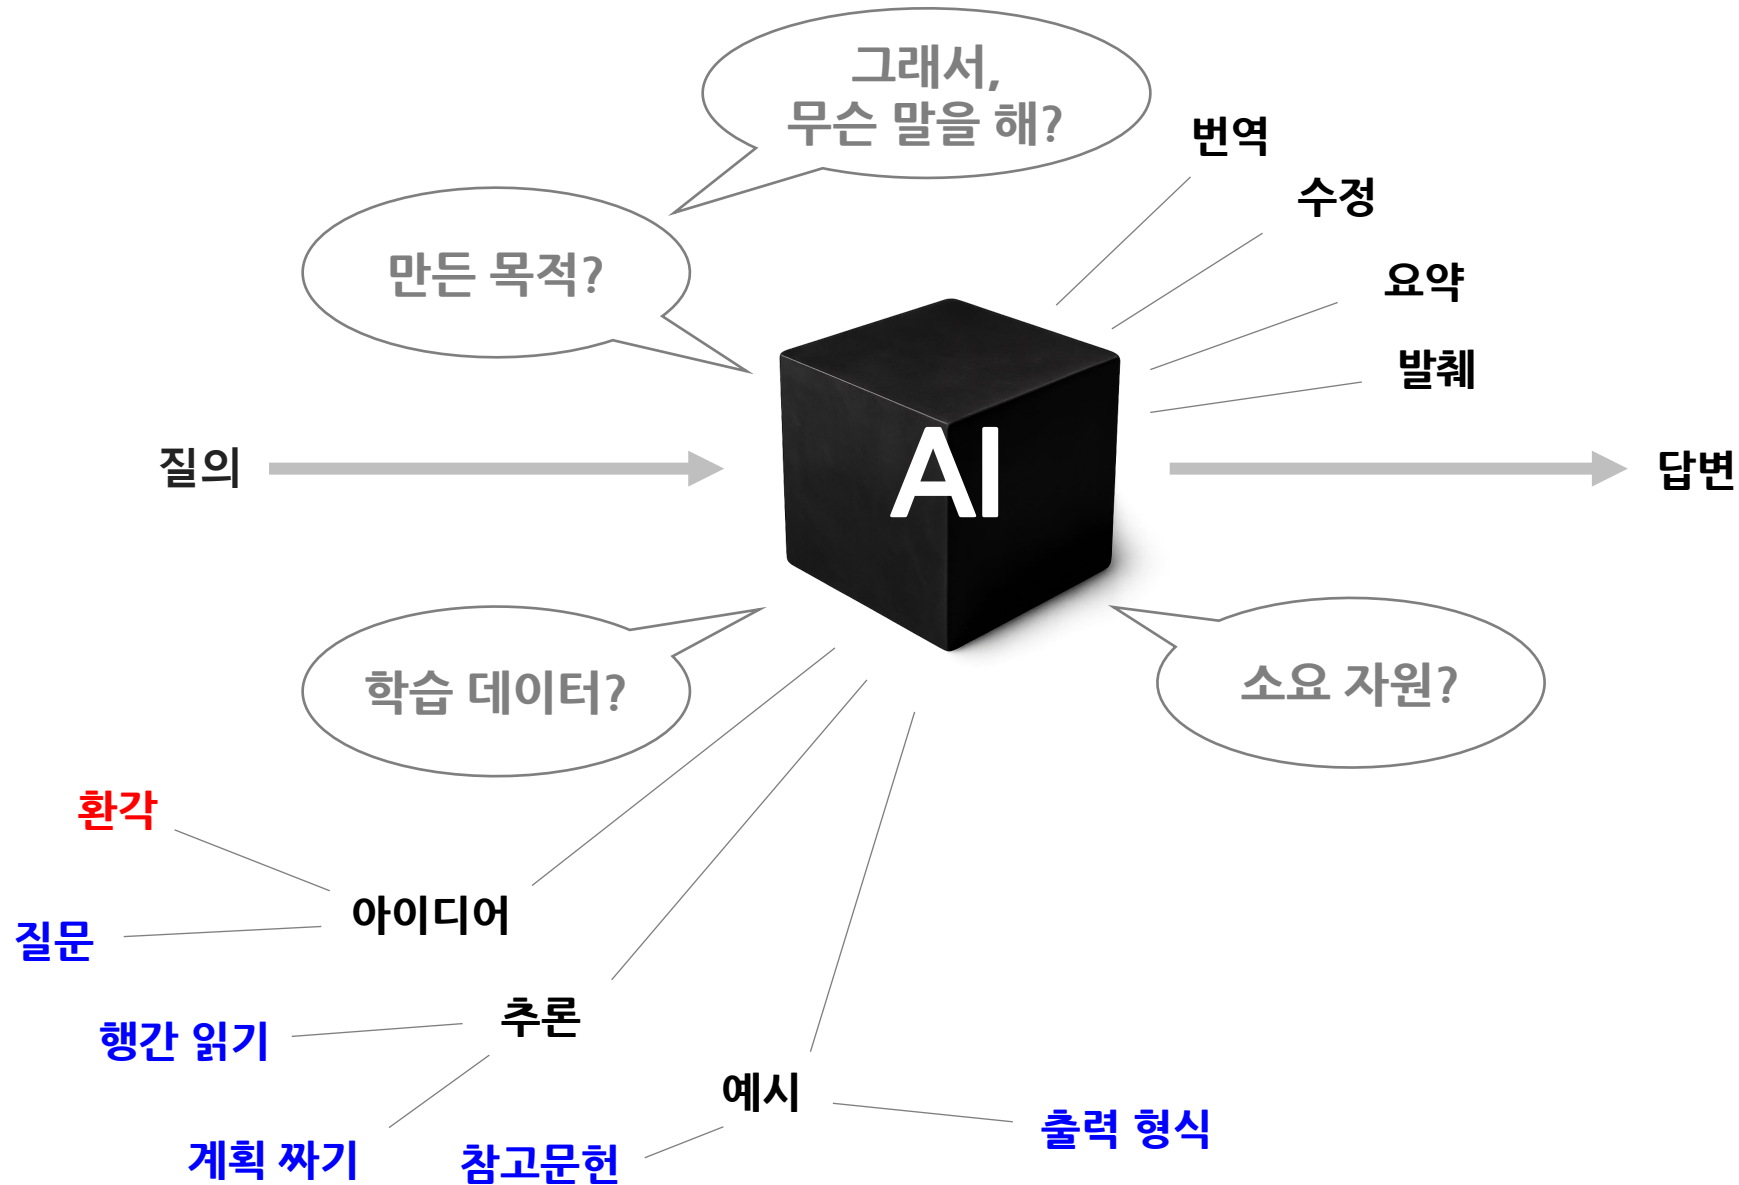 그래서,
무슨 말을 해?
번역
수정
만든 목적?
요약
발췌
질의
AI
답변
학습 데이터?
소요 자원?
환각
아이디어
질문
추론
행간 읽기
예시
출력 형식
계획 짜기
참고문헌